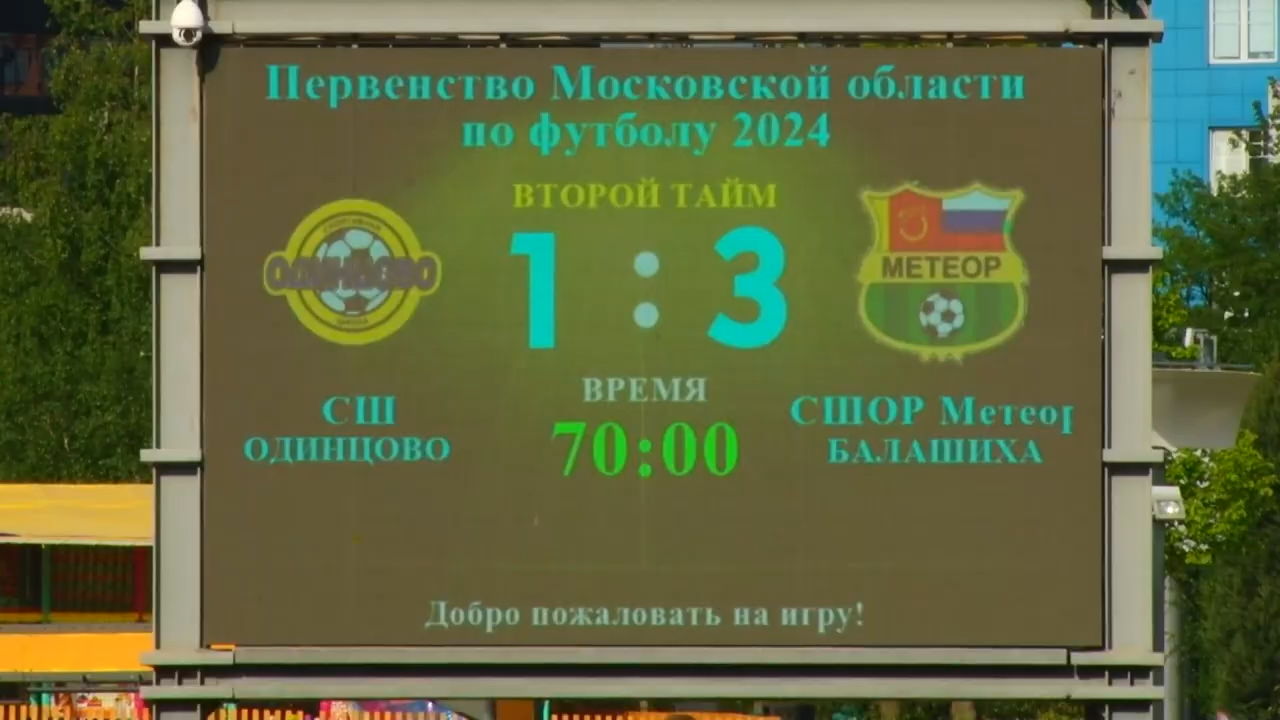 Первенство Московской области
по футболу 2024
ВТОРОЙ ТАЙМ
1 : 3
ОДИНЦОВО
МЕТЕОР
ВРЕМЯ
70:00
СШ
ОДИНЦОВО
СШОР Метеор
БАЛАШИХА
Добро пожаловать на игру!